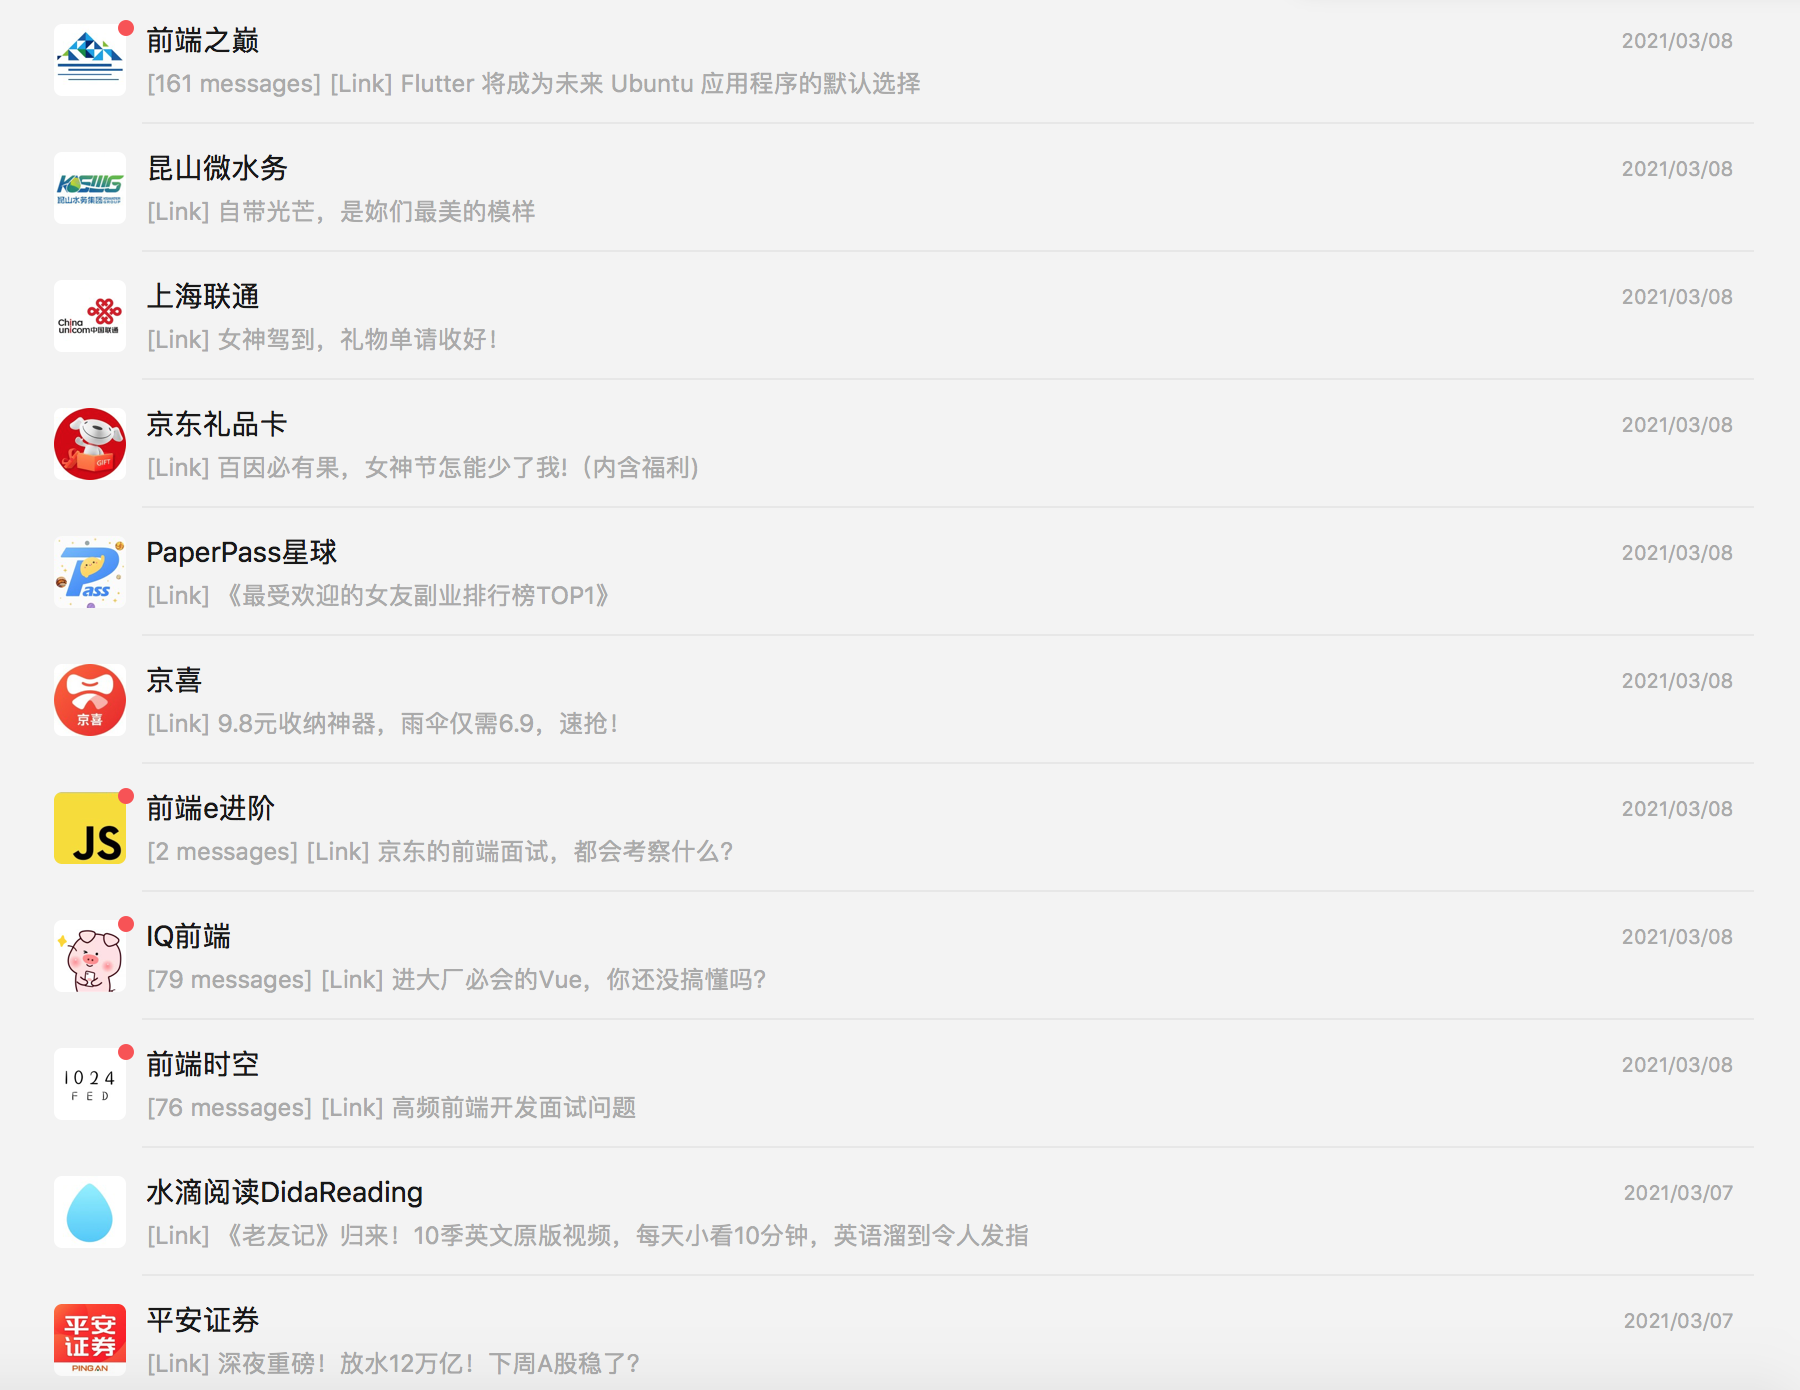 前端之巅
2021/03/08
[161 messages] [Link] Flutter 将成为未来 Ubuntu 应用程序的默认选择
KSWG
昆山水务集团
昆山微水务
2021/03/08
[Link] 自带光芒，是妳们最美的模样
China
unicom中国联通
上海联通
2021/03/08
[Link] 女神驾到，礼物单请收好！
GIFT
京东礼品卡
2021/03/08
[Link] 百因必有果，女神节怎能少了我!（内含福利)
Pass
PaperPass星球
2021/03/08
[Link] 《最受欢迎的女友副业排行榜TOP1》
京喜
京喜
2021/03/08
[Link] 9.8元收纳神器，雨伞仅需6.9，速抢！
JS
前端e进阶
2021/03/08
[2 messages] [Link] 京东的前端面试，都会考察什么？
IQ前端
2021/03/08
[79 messages] [Link] 进大厂必会的Vue，你还没搞懂吗？
1024
FED
前端时空
2021/03/08
[76 messages] [Link] 高频前端开发面试问题
水滴阅读DidaReading
2021/03/07
[Link] 《老友记》归来！10季英文原版视频，每天小看10分钟，英语溜到令人发指
平安
证券
PING AN
平安证券
2021/03/07
[Link] 深夜重磅！放水12万亿！下周A股稳了？